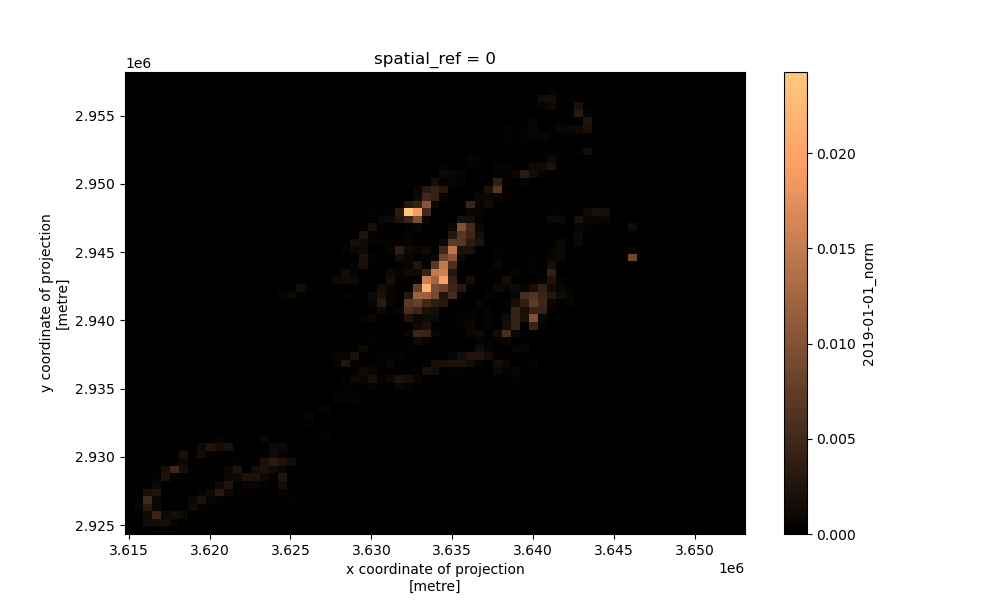 spatial_ref = 0
1e6
2.955
2.950
2.945
2.940
2.935
2.930
2.925
y coordinate of projection
[metre]
3.615 3.620 3.625 3.630 3.635 3.640 3.645 3.650
1e6
x coordinate of projection
[metre]
0.020
0.015
0.010
0.005
0.000
2019-01-01_norm